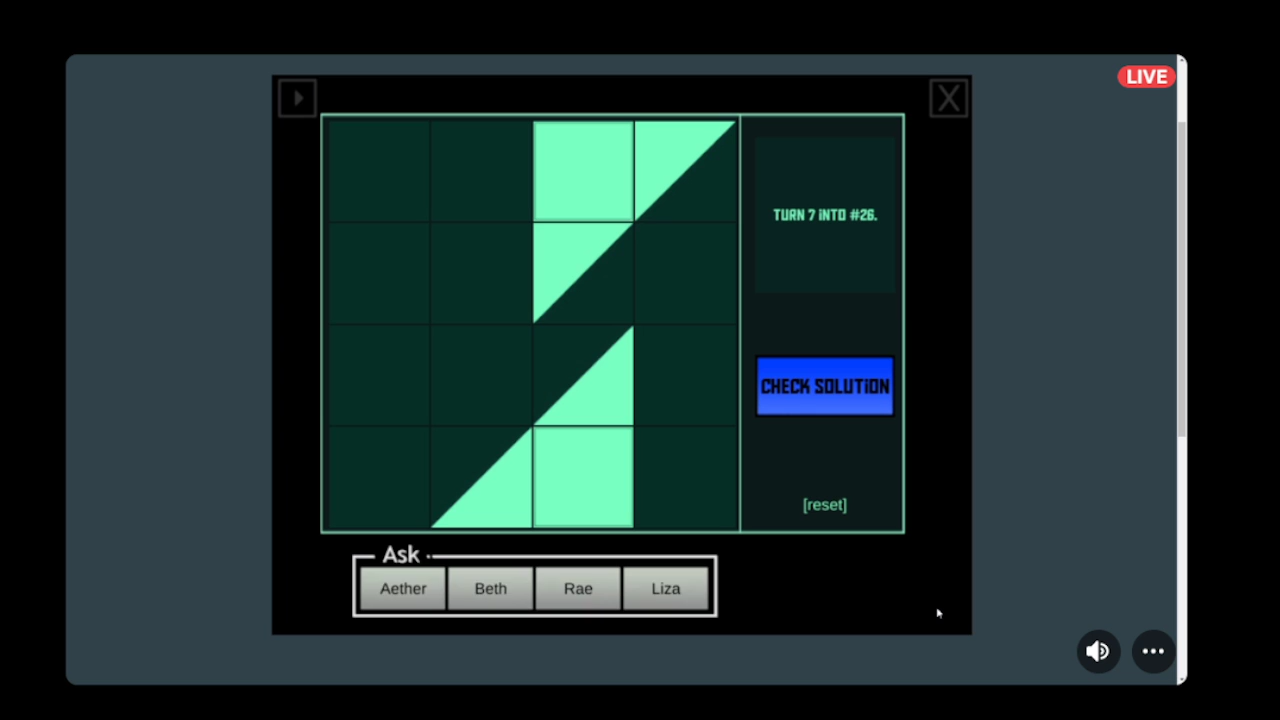 LIVE
X
TURN 7 INTO #26.
CHECK SOLUTION
[reset]
Ask
Aether
Beth
Rae
Liza